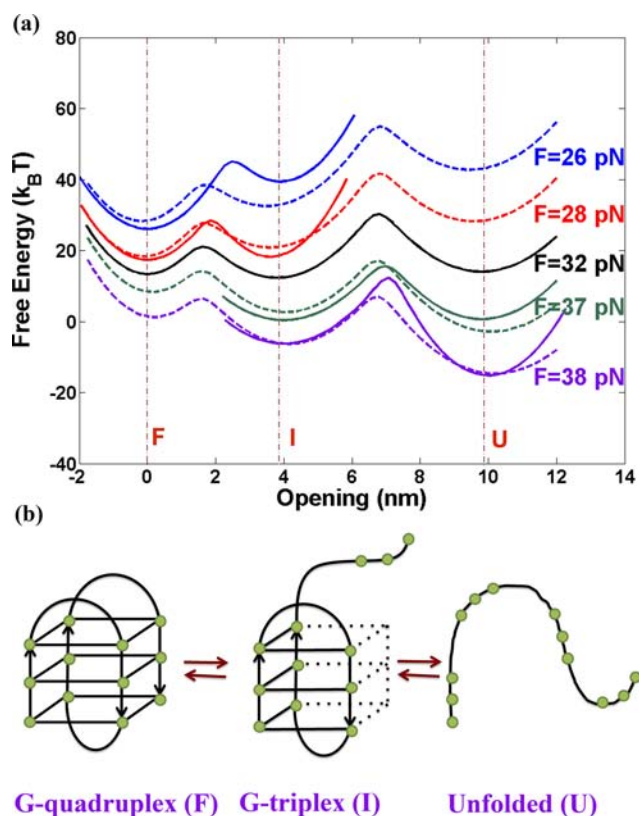 (a)
80
60
40
20
0
-20
-40
Free Energy (k_BT)
F=26 pN
F=28 pN
F=32 pN
F=37 pN
F=38 pN
F
I
U
-2 0 2 4 6 8 10 12 14
Opening (nm)
(b)
G-quadruplex (F) G-triplex (I) Unfolded (U)